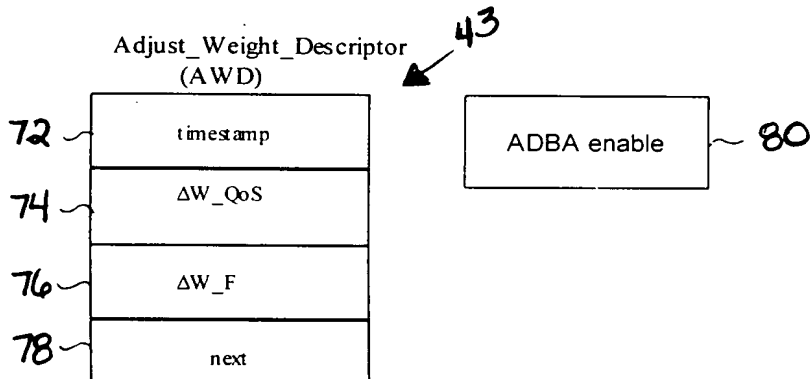 43
Adjust_Weight_Descriptor
(AWD)
72
timestamp
ADBA enable
80
74
ΔW_QoS
76
ΔW_F
78
next